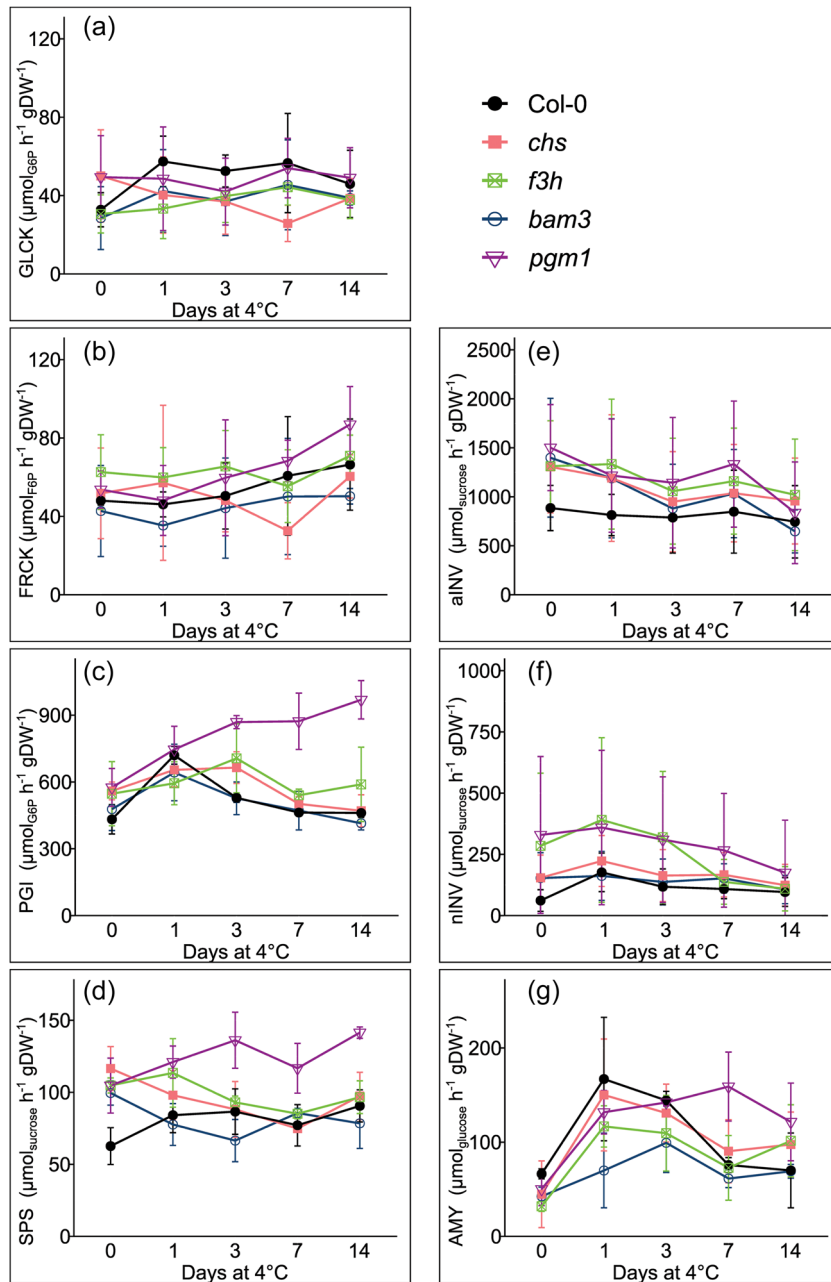 (a)
120
80
40
0
GLCK (μmol_G6P h⁻¹ gDW⁻¹)
0 1 3 7 14
Days at 4°C
Col-0
chs
f3h
bam3
pgm1
(b)
120
80
40
0
FRCK (μmol_F6P h⁻¹ gDW⁻¹)
0 1 3 7 14
Days at 4°C
(e)
2500
2000
1500
1000
500
0
aINV (μmol_sucrose h⁻¹ gDW⁻¹)
0 1 3 7 14
Days at 4°C
(c)
900
600
300
0
PGI (μmol_G6P h⁻¹ gDW⁻¹)
0 1 3 7 14
Days at 4°C
(f)
1000
750
500
250
0
nINV (μmol_sucrose h⁻¹ gDW⁻¹)
0 1 3 7 14
Days at 4°C
(d)
150
100
50
0
SPS (μmol_sucrose h⁻¹ gDW⁻¹)
0 1 3 7 14
Days at 4°C
(g)
200
100
0
AMY (μmol_glucose h⁻¹ gDW⁻¹)
0 1 3 7 14
Days at 4°C